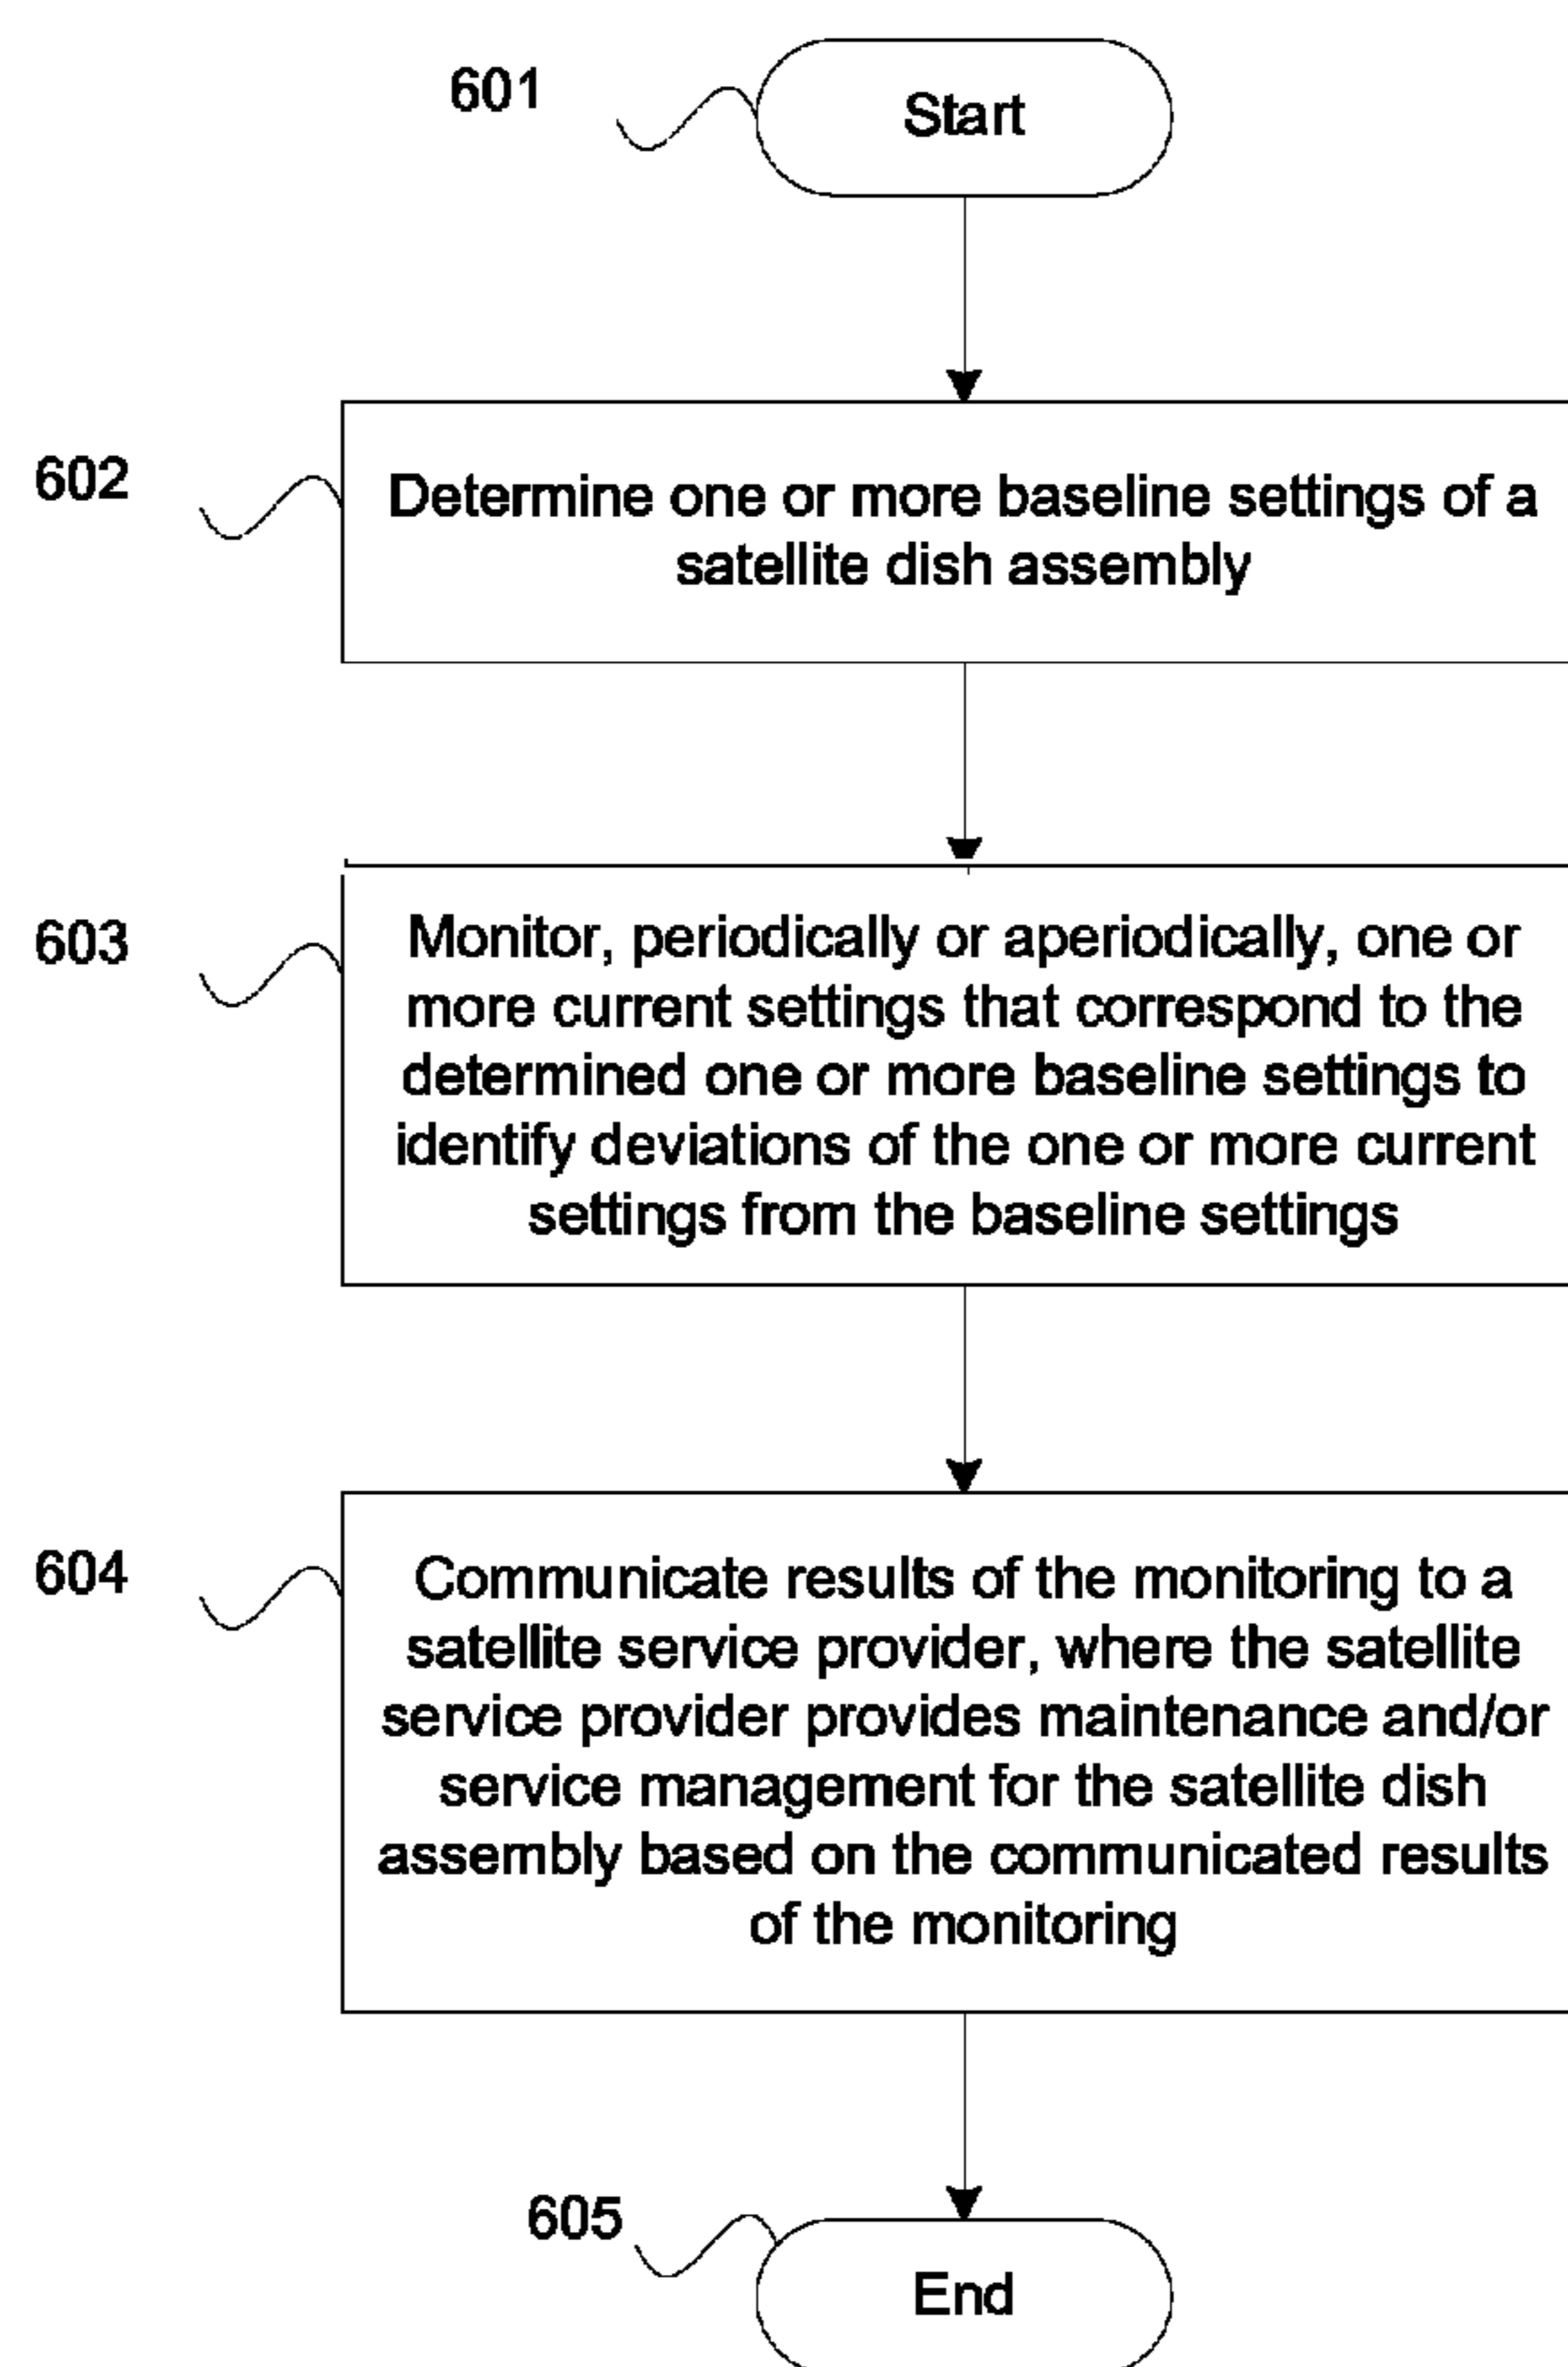 601
Start
602
Determine one or more baseline settings of a
satellite dish assembly
603
Monitor, periodically or aperiodically, one or
more current settings that correspond to the
determined one or more baseline settings to
identify deviations of the one or more current
settings from the baseline settings
604
Communicate results of the monitoring to a
satellite service provider, where the satellite
service provider provides maintenance and/or
service management for the satellite dish
assembly based on the communicated results
of the monitoring
605
End